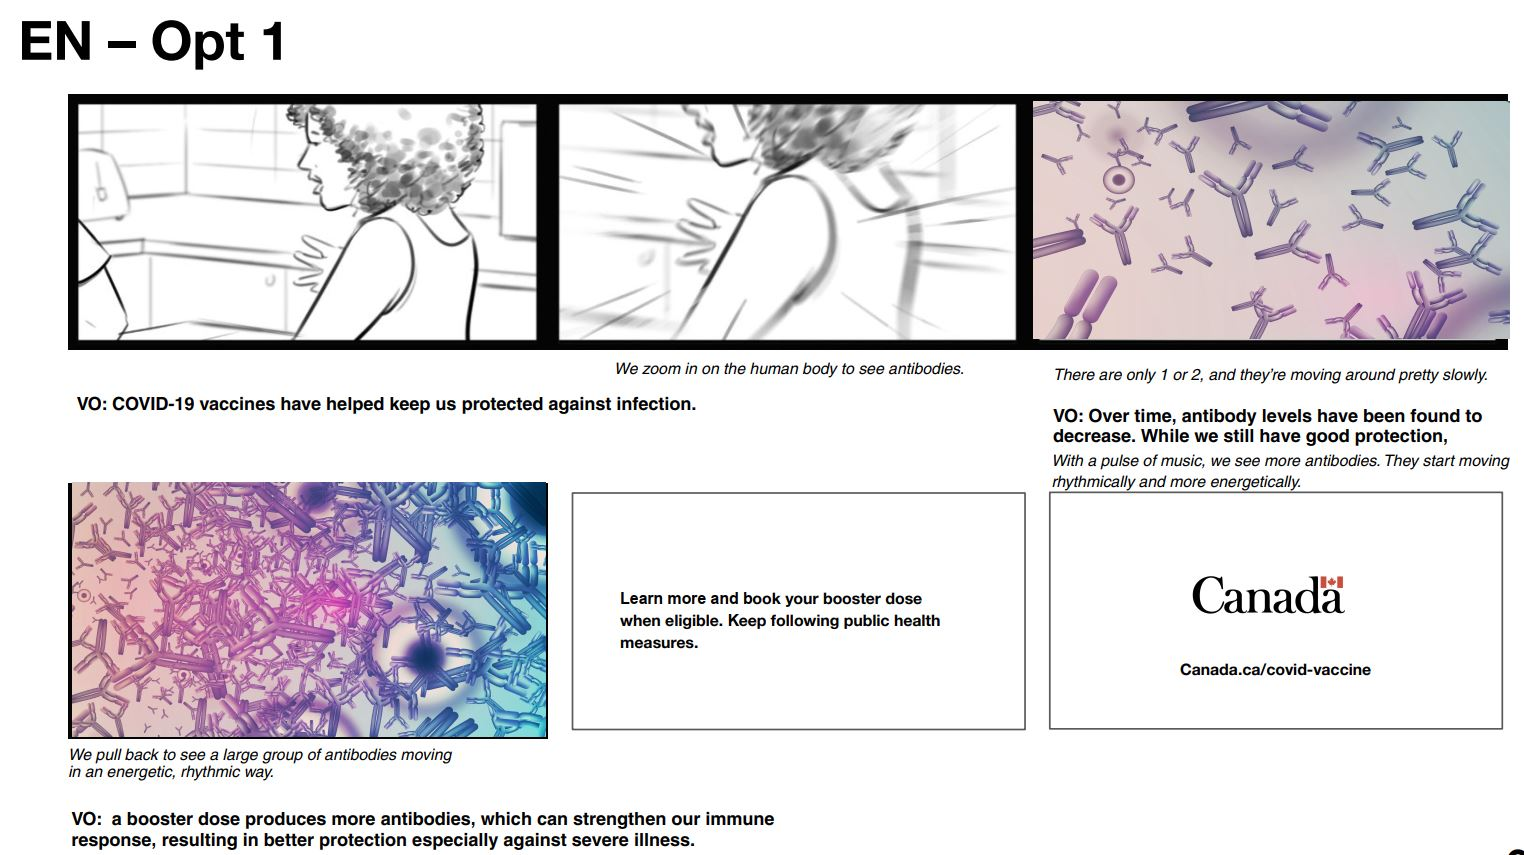 EN – Opt 1
We zoom in on the human body to see antibodies.
There are only 1 or 2, and they're moving around pretty slowly.
VO: COVID-19 vaccines have helped keep us protected against infection.
VO: Over time, antibody levels have been found to
decrease. While we still have good protection,
With a pulse of music, we see more antibodies. They start moving
rhythmically and more energetically.
Learn more and book your booster dose
when eligible. Keep following public health
measures.
Canada
Canada.ca/covid-vaccine
We pull back to see a large group of antibodies moving
in an energetic, rhythmic way.
VO:  a booster dose produces more antibodies, which can strengthen our immune
response, resulting in better protection especially against severe illness.